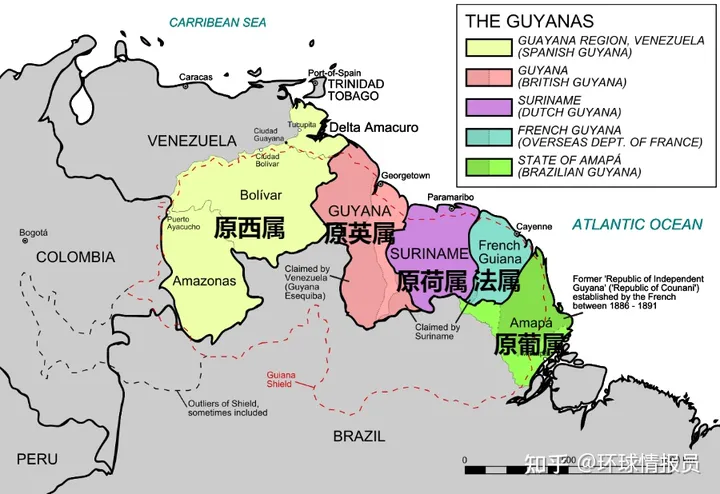 CARRIBEAN SEA
THE GUYANAS
GUAYANA REGION, VENEZUELA
(SPANISH GUYANA)
GUYANA
(BRITISH GUYANA)
SURINAME
(DUTCH GUYANA)
FRENCH GUYANA
(OVERSEAS DEPT. OF FRANCE)
STATE OF AMAPÁ
(BRAZILIAN GUYANA)
Caracas
Port-of-Spain
TRINIDAD
TOBAGO
Tucupita
Delta Amacuro
VENEZUELA
Ciudad
Guayana
Ciudad
Bolívar
Georgetown
Bolívar
Paramaribo
GUYANA
Puerto
Ayacucho
原西属
原英属
Cayenne
ATLANTIC OCEAN
Bogotá
COLOMBIA
SURINAME
French
Guiana
Amazonas
原荷属
法属
Claimed by
Venezuela
(Guyana
Esequiba)
Former 'Republic of Independent
Guyana' ('Republic of Counani')
established by the French
between 1886 - 1891
Claimed by
Suriname
Amapá
原葡属
Guiana
Shield
Outliers of Shield,
sometimes included
BRAZIL
PERU
0
500
知乎 @环球情报员